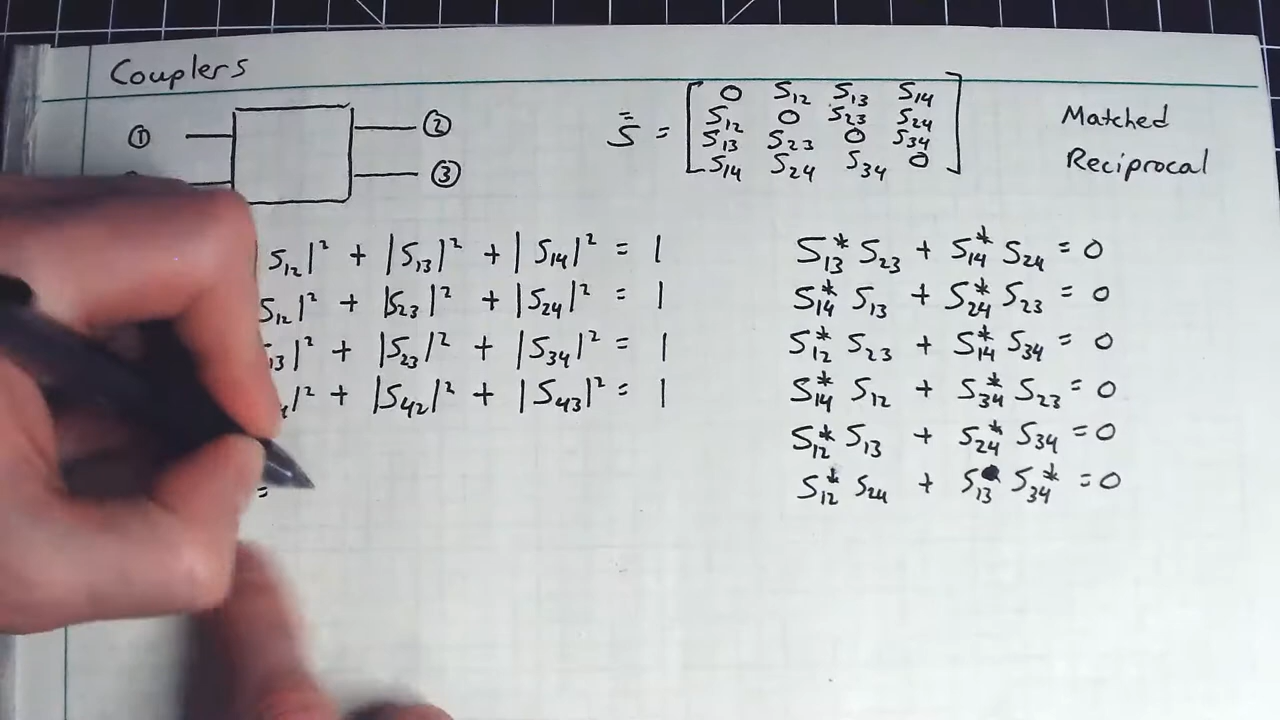 Couplers
① ②
③
S̿ = [ 0 S₁₂ S₁₃ S₁₄
S₁₂ 0 S₂₃ S₂₄
S₁₃ S₂₃ 0 S₃₄
S₁₄ S₂₄ S₃₄ 0 ]
Matched
Reciprocal
|S₁₂|² + |S₁₃|² + |S₁₄|² = 1
S₁₂|² + |S₂₃|² + |S₂₄|² = 1
₁₃|² + |S₂₃|² + |S₃₄|² = 1
|² + |S₄₂|² + |S₄₃|² = 1
=
S₁₃* S₂₃ + S₁₄* S₂₄ = 0
S₁₄* S₁₃ + S₂₄* S₂₃ = 0
S₁₂* S₂₃ + S₁₄* S₃₄ = 0
S₁₄* S₁₂ + S₃₄* S₂₃ = 0
S₁₂* S₁₃ + S₂₄* S₃₄ = 0
S₁₂* S₂₄ + S₁₃ S₃₄* = 0